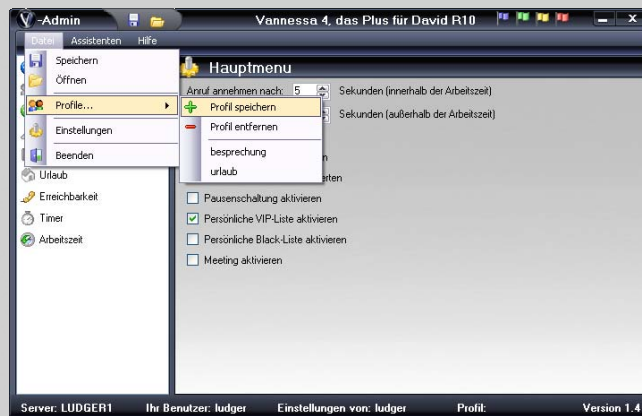 V -Admin
Vannessa 4, das Plus für David R10
Datei Assistenten Hilfe
Speichern
Öffnen
Profile...
Einstellungen
Beenden
Profil speichern
Profil entfernen
besprechung
urlaub
Hauptmenu
Anruf annehmen nach: 5 Sekunden (innerhalb der Arbeitszeit)
Sekunden (außerhalb der Arbeitszeit)
Urlaub
Erreichbarkeit
Timer
Arbeitszeit
Pausenschaltung aktivieren
Persönliche VIP-Liste aktivieren
Persönliche Black-Liste aktivieren
Meeting aktivieren
Server: LUDGER1 Ihr Benutzer: ludger Einstellungen von: ludger Profil: Version 1.4